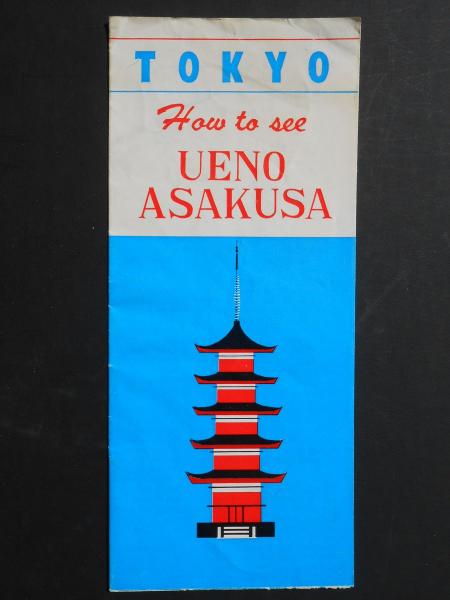 TOKYO
How to see
UENO
ASAKUSA